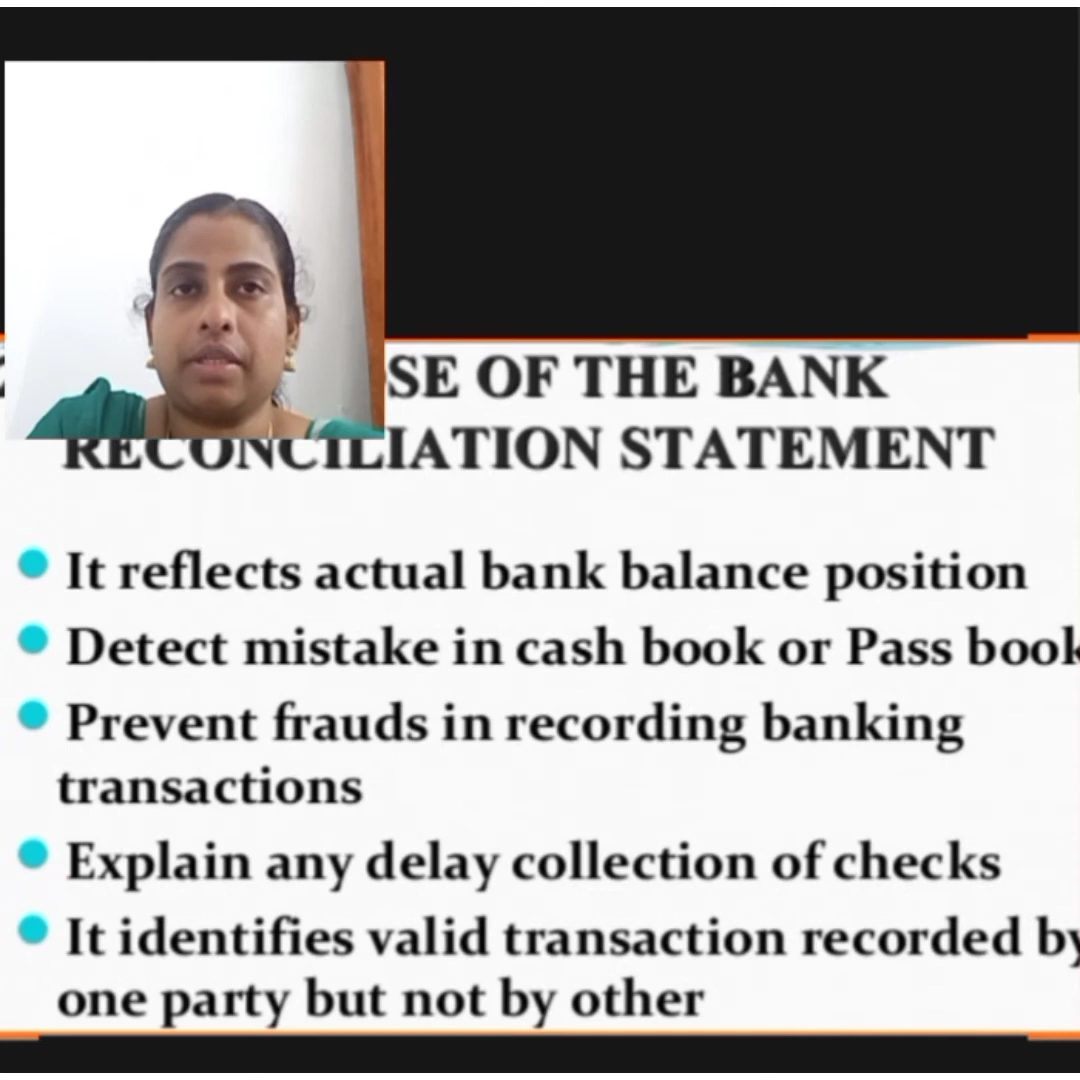 SE OF THE BANK
RECONCILIATION STATEMENT
It reflects actual bank balance position
Detect mistake in cash book or Pass book
Prevent frauds in recording banking
transactions
Explain any delay collection of checks
It identifies valid transaction recorded by
one party but not by other